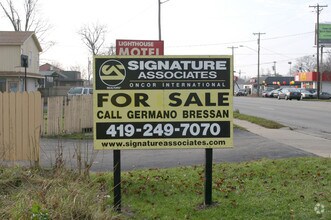 LIGHTHOUSE
MOTEL
SIGNATURE
ASSOCIATES
ONCOR INTERNATIONAL
FOR SALE
CALL GERMANO BRESSAN
419-249-7070
www.signatureassociates.com